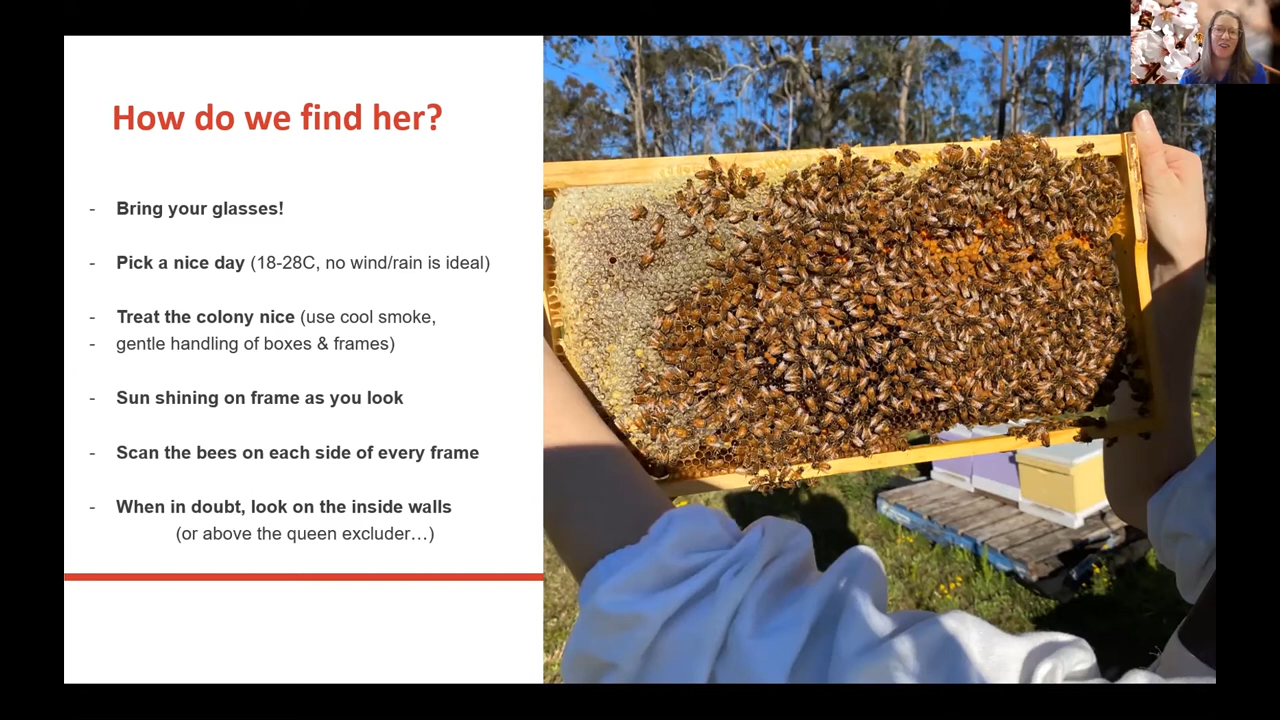 How do we find her?
- Bring your glasses!
- Pick a nice day (18-28C, no wind/rain is ideal)
- Treat the colony nice (use cool smoke,
- gentle handling of boxes & frames)
- Sun shining on frame as you look
- Scan the bees on each side of every frame
- When in doubt, look on the inside walls
(or above the queen excluder…)